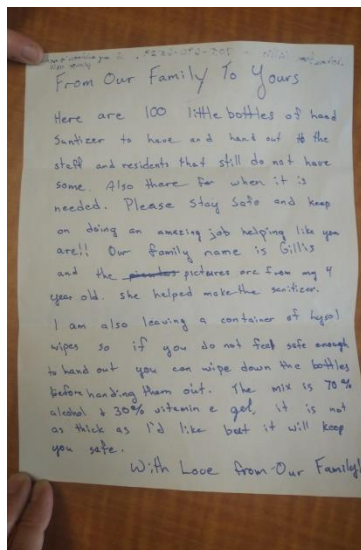 From Our Family To Yours
Here are 100 little bottles of hand
Sanitizer to have and hand out to the
staff and residents that still do not have
some. Also there for when it is
needed. Please Stay Safe and keep
on doing an amazing job helping like you
are!! Our family name is Gillis
and the pictures are from my 4
year old. She helped make the sanitizer.
I am also leaving a container of lysol
wipes so if you do not feel safe enough
to hand out you can wipe down the bottles
before handing them out. The mix is 70%
alcohol & 30% vitamin e gel, it is not
as thick as I'd like but it will keep
you safe.
With Love from Our Family!